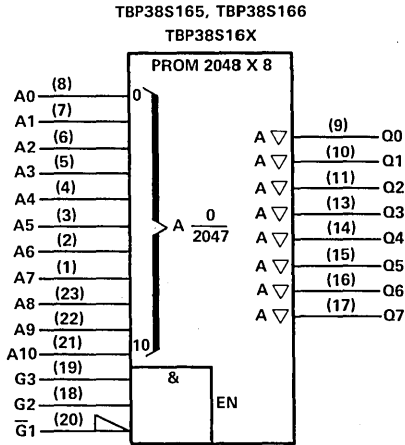 TBP38S165, TBP38S166
TBP38S16X
PROM 2048 X 8
A0 (8) 0
A1 (7)
A2 (6)
A3 (5)
A4 (4)
A5 (3)
A6 (2)
A7 (1)
A8 (23)
A9 (22)
A10 (21) 10
A 0/2047
A ▽ (9) Q0
A ▽ (10) Q1
A ▽ (11) Q2
A ▽ (13) Q3
A ▽ (14) Q4
A ▽ (15) Q5
A ▽ (16) Q6
A ▽ (17) Q7
G3 (19) &
G2 (18) EN
G̅1 (20)